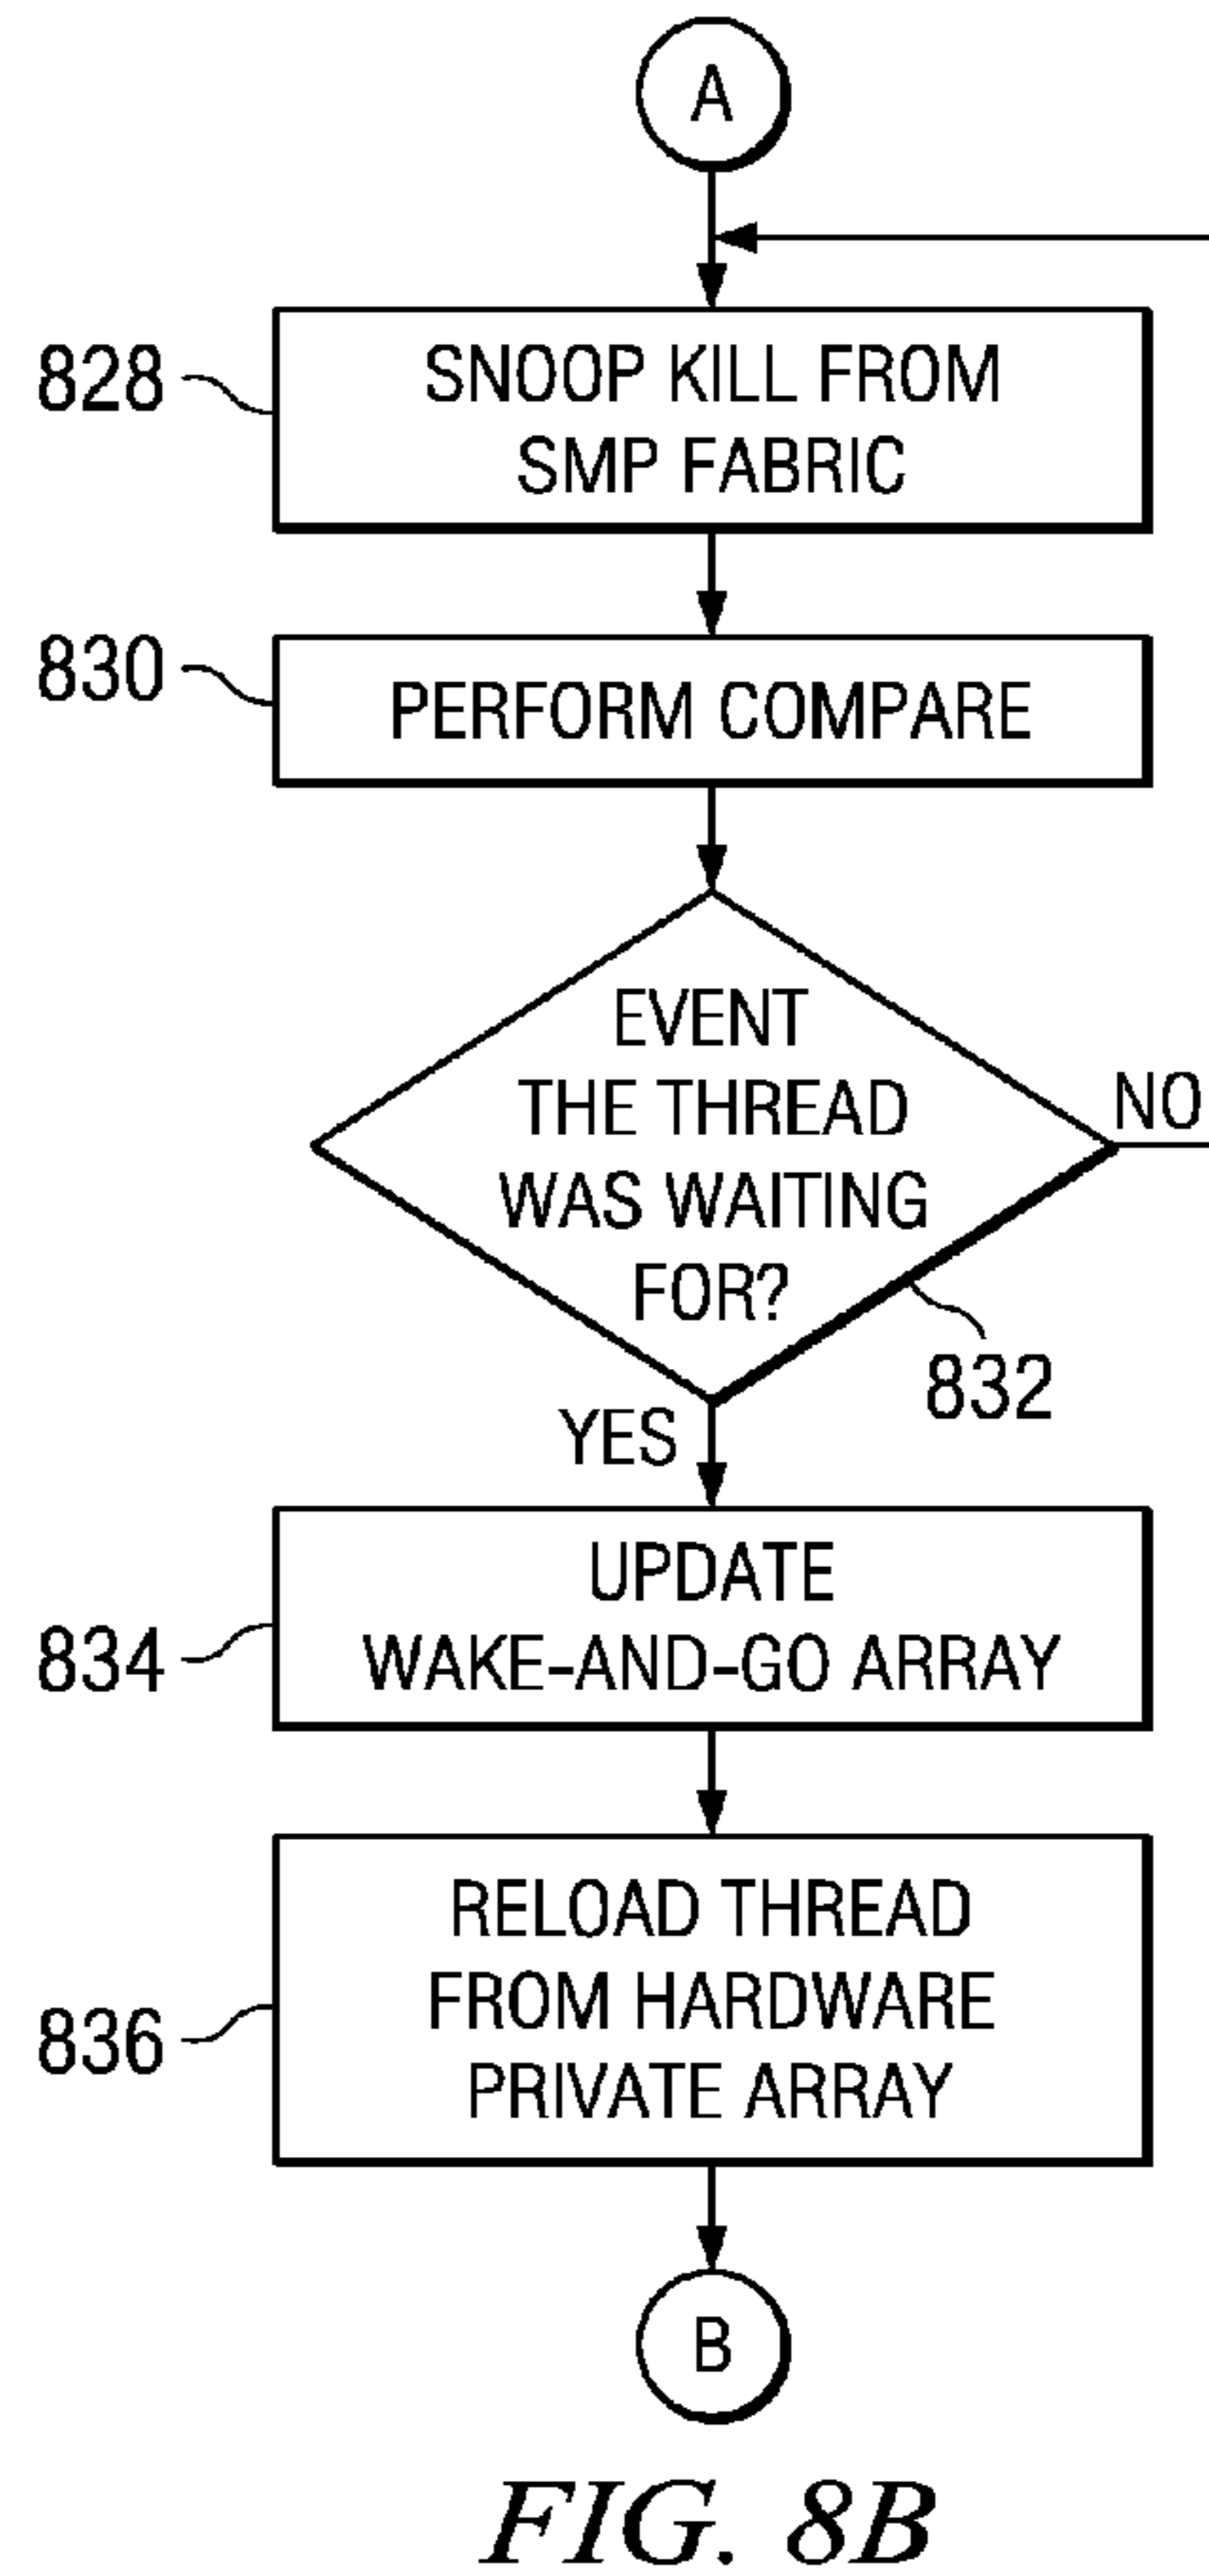 A
828
SNOOP KILL FROM
SMP FABRIC
830
PERFORM COMPARE
EVENT
THE THREAD
WAS WAITING
FOR?
NO
832
YES
834
UPDATE
WAKE-AND-GO ARRAY
836
RELOAD THREAD
FROM HARDWARE
PRIVATE ARRAY
B
FIG. 8B